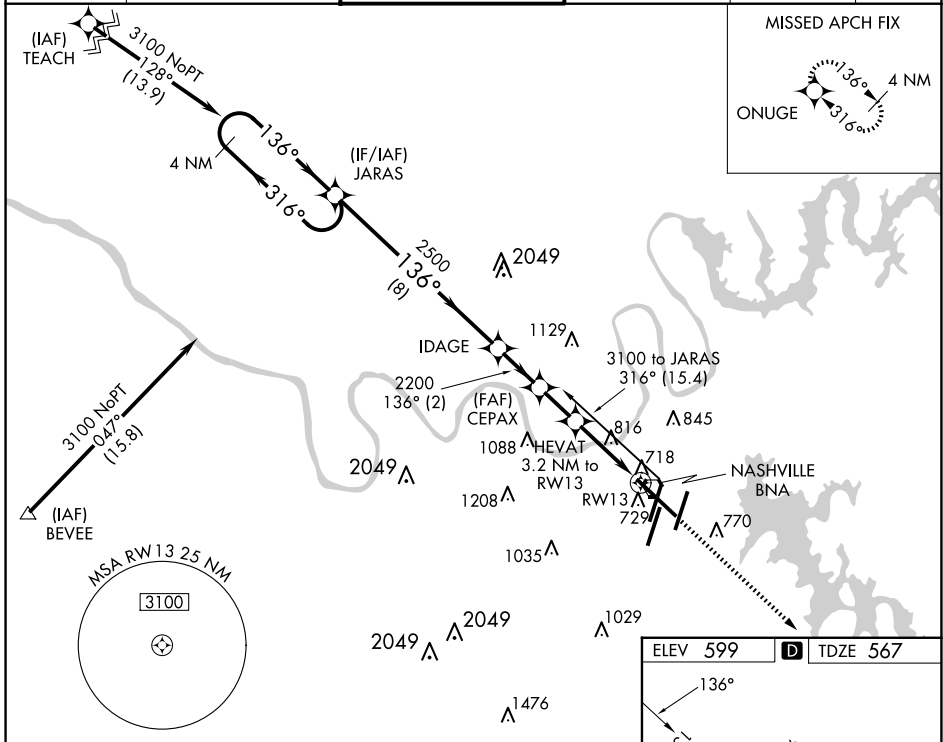 (IAF)
TEACH
3100 NoPT
128°
(13.9)
4 NM
136°
316°
(IF/IAF)
JARAS
MISSED APCH FIX
136°
4 NM
ONUGE
316°
2500
136°
(8)
2049
1129
IDAGE
3100 to JARAS
316° (15.4)
2200
136° (2)
(FAF)
CEPAX
816
845
1088
HEVAT
3.2 NM to
RW13
718
NASHVILLE
BNA
3100 NoPT
047°
(15.8)
2049
1208
RW13
729
770
(IAF)
BEVEE
1035
MSA RW13 25 NM
3100
2049
2049
1029
1476
ELEV 599 D TDZE 567
136°